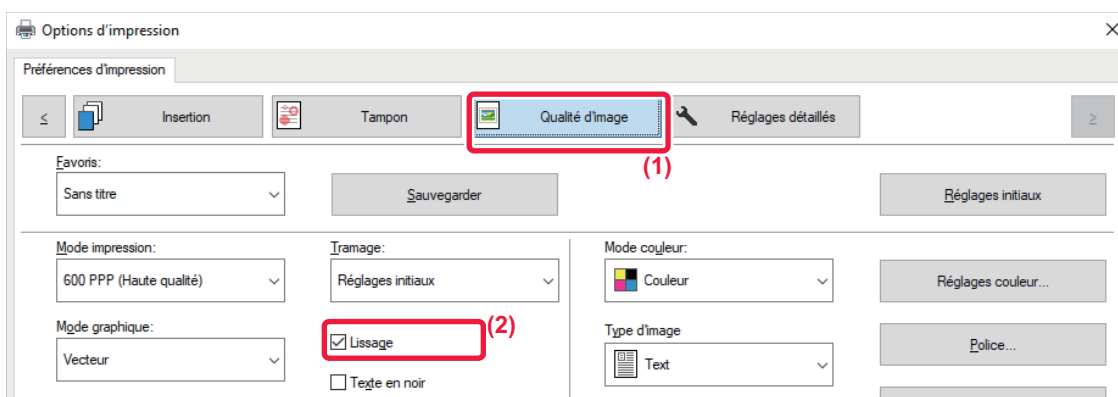 Options d'impression
Préférences d'impression
< Insertion Tampon Qualité d'image Réglages détaillés >
(1)
Favoris:
Sans titre Sauvegarder Réglages initiaux
Mode impression: Tramage: Mode couleur:
600 PPP (Haute qualité) Réglages initiaux Couleur Réglages couleur...
Mode graphique: (2) Type d'image
Vecteur Lissage Text Police...
Texte en noir